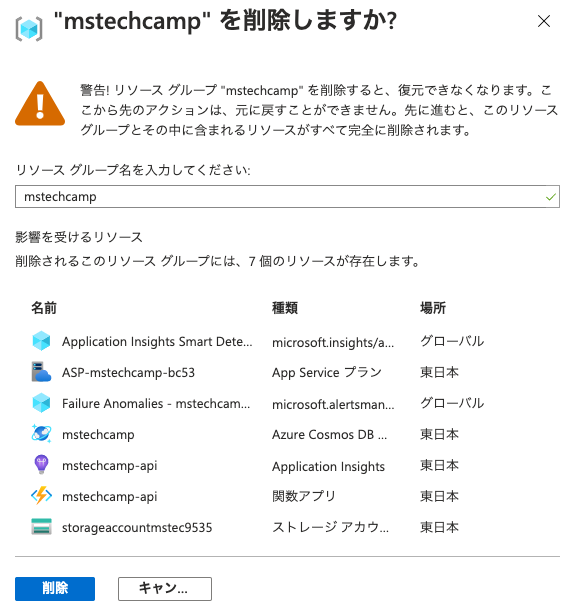 "mstechcamp" を削除しますか?
警告! リソース グループ "mstechcamp" を削除すると、復元できなくなります。こ
こから先のアクションは、元に戻すことができません。先に進むと、このリソース
グループとその中に含まれるリソースがすべて完全に削除されます。
リソース グループ名を入力してください:
mstechcamp
影響を受けるリソース
削除されるこのリソース グループには、7 個のリソースが存在します。
名前 種類 場所
Application Insights Smart Dete... microsoft.insights/a... グローバル
ASP-mstechcamp-bc53 App Service プラン 東日本
Failure Anomalies - mstechcam... microsoft.alertsman... グローバル
mstechcamp Azure Cosmos DB ... 東日本
mstechcamp-api Application Insights 東日本
mstechcamp-api 関数アプリ 東日本
storageaccountmstec9535 ストレージ アカウ... 東日本
削除 キャン...